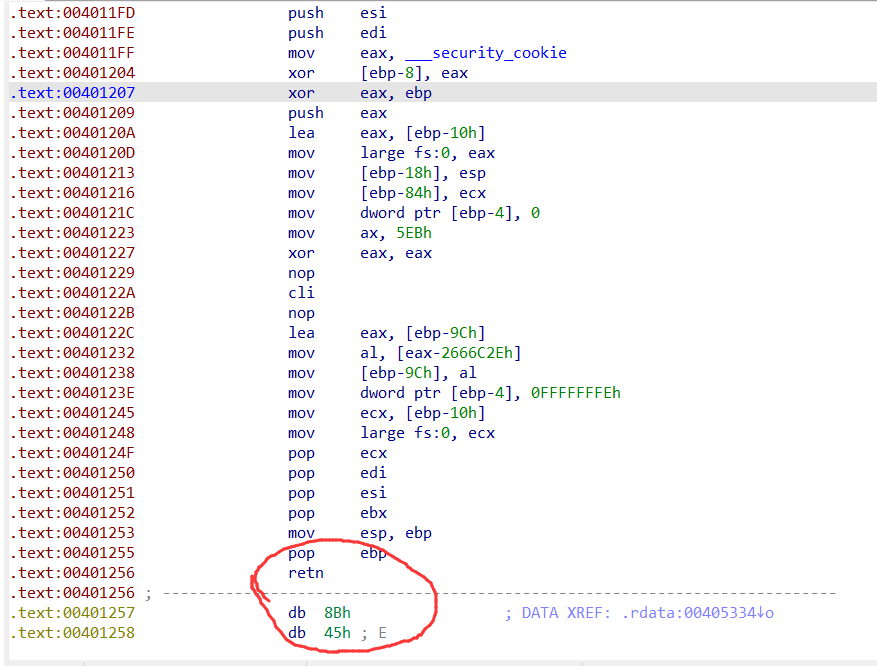 .text:004011FD push esi
.text:004011FE push edi
.text:004011FF mov eax, ___security_cookie
.text:00401204 xor [ebp-8], eax
.text:00401207 xor eax, ebp
.text:00401209 push eax
.text:0040120A lea eax, [ebp-10h]
.text:0040120D mov large fs:0, eax
.text:00401213 mov [ebp-18h], esp
.text:00401216 mov [ebp-84h], ecx
.text:0040121C mov dword ptr [ebp-4], 0
.text:00401223 mov ax, 5EBh
.text:00401227 xor eax, eax
.text:00401229 nop
.text:0040122A cli
.text:0040122B nop
.text:0040122C lea eax, [ebp-9Ch]
.text:00401232 mov al, [eax-2666C2Eh]
.text:00401238 mov [ebp-9Ch], al
.text:0040123E mov dword ptr [ebp-4], 0FFFFFFFEh
.text:00401245 mov ecx, [ebp-10h]
.text:00401248 mov large fs:0, ecx
.text:0040124F pop ecx
.text:00401250 pop edi
.text:00401251 pop esi
.text:00401252 pop ebx
.text:00401253 mov esp, ebp
.text:00401255 pop ebp
.text:00401256 retn
.text:00401256 ; ---------------------------------------------------------------------------
.text:00401257 db 8Bh ; DATA XREF: .rdata:00405334↓o
.text:00401258 db 45h ; E